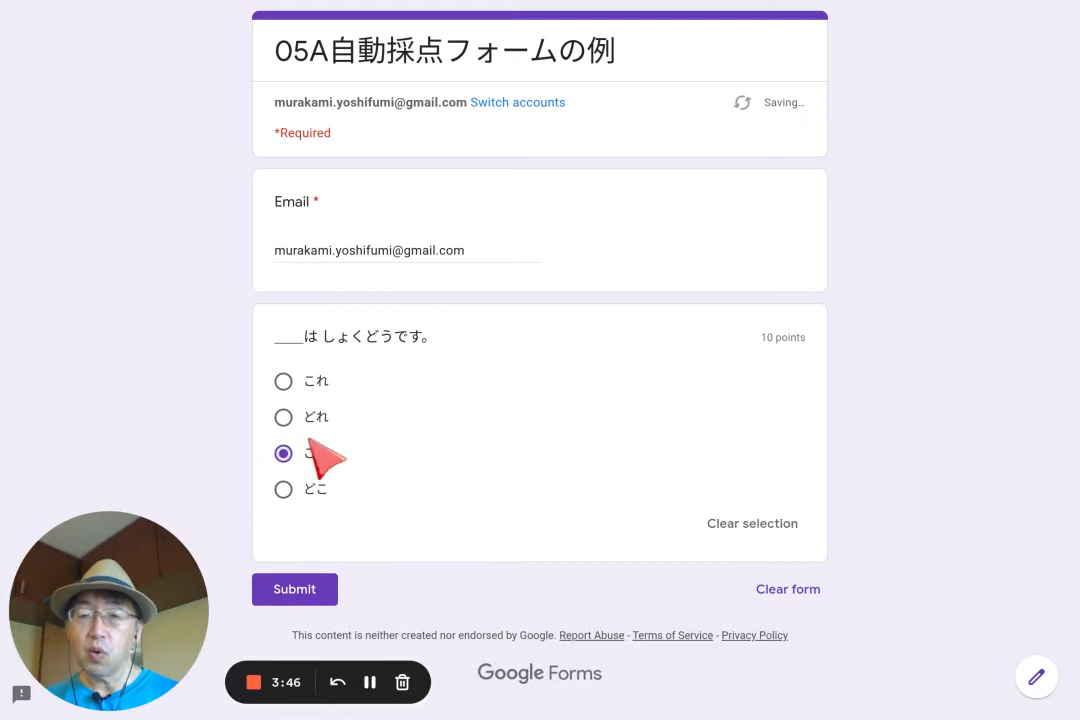 05A自動採点フォームの例
murakami.yoshifumi@gmail.com Switch accounts
Saving…
*Required
Email *
murakami.yoshifumi@gmail.com
____は しょくどうです。
10 points
これ
どれ
どこ
Clear selection
Submit
Clear form
This content is neither created nor endorsed by Google. Report Abuse - Terms of Service - Privacy Policy
Google Forms
3:46